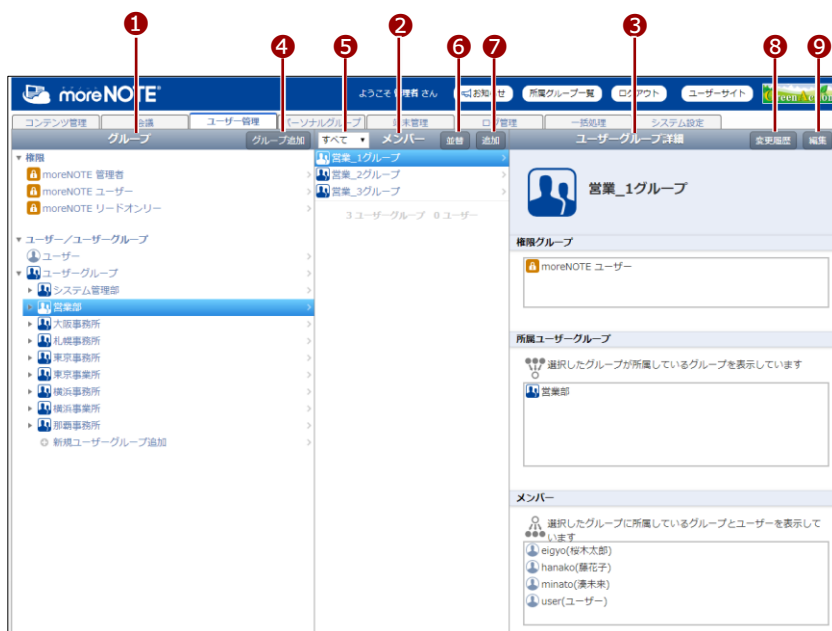 1
4
5
2
6
7
3
8
9
moreNOTE
ようこそ 管理者 さん
お知らせ
所属グループ一覧
ログアウト
ユーザーサイト
コンテンツ管理
会議
ユーザー管理
パーソナルグループ
端末管理
ログ管理
一括処理
システム設定
グループ
グループ追加
すべて
メンバー
並替
追加
ユーザーグループ詳細
変更履歴
編集
権限
moreNOTE 管理者
moreNOTE ユーザー
moreNOTE リードオンリー
ユーザー/ユーザーグループ
ユーザー
ユーザーグループ
システム管理部
営業部
大阪事務所
札幌事務所
東京事務所
東京事業所
横浜事務所
横浜事業所
那覇事務所
新規ユーザーグループ追加
営業_1グループ
営業_2グループ
営業_3グループ
3 ユーザーグループ 0 ユーザー
営業_1グループ
権限グループ
moreNOTE ユーザー
所属ユーザーグループ
選択したグループが所属しているグループを表示しています
営業部
メンバー
選択したグループに所属しているグループとユーザーを表示して
います
eigyo(桜木太郎)
hanako(藤花子)
minato(湊未来)
user(ユーザー)